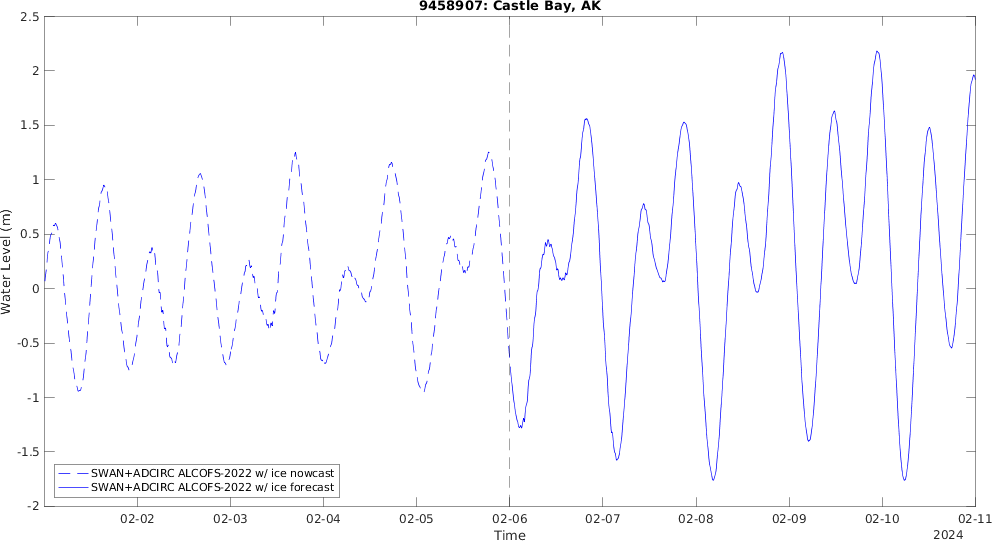 9458907: Castle Bay, AK
Water Level (m)
2.5
2
1.5
1
0.5
0
-0.5
-1
-1.5
-2
SWAN+ADCIRC ALCOFS-2022 w/ ice nowcast
SWAN+ADCIRC ALCOFS-2022 w/ ice forecast
02-02 02-03 02-04 02-05 02-06 02-07 02-08 02-09 02-10 02-11
Time
2024